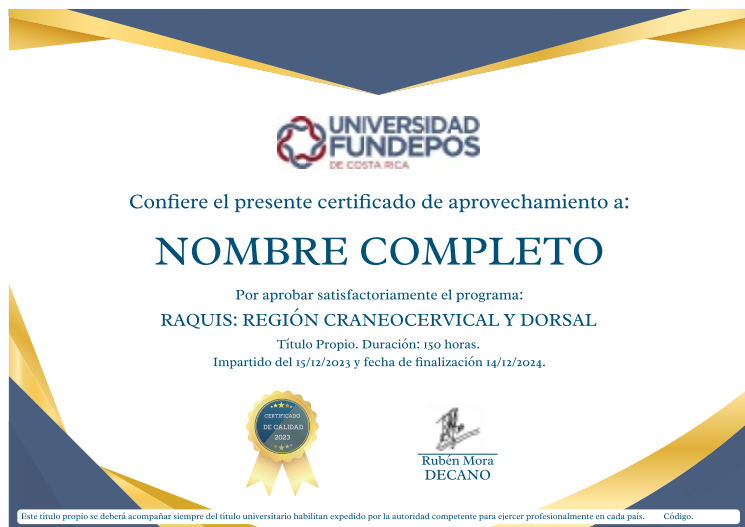 UNIVERSIDAD
FUNDEPOS
DE COSTA RICA
Confiere el presente certificado de aprovechamiento a:
NOMBRE COMPLETO
Por aprobar satisfactoriamente el programa:
RAQUIS: REGIÓN CRANEOCERVICAL Y DORSAL
Título Propio. Duración: 150 horas.
Impartido del 15/12/2023 y fecha de finalización 14/12/2024.
CERTIFICADO
DE CALIDAD
2023
Rubén Mora
DECANO
Este título propio se deberá acompañar siempre del título universitario habilitan expedido por la autoridad competente para ejercer profesionalmente en cada país. Código.